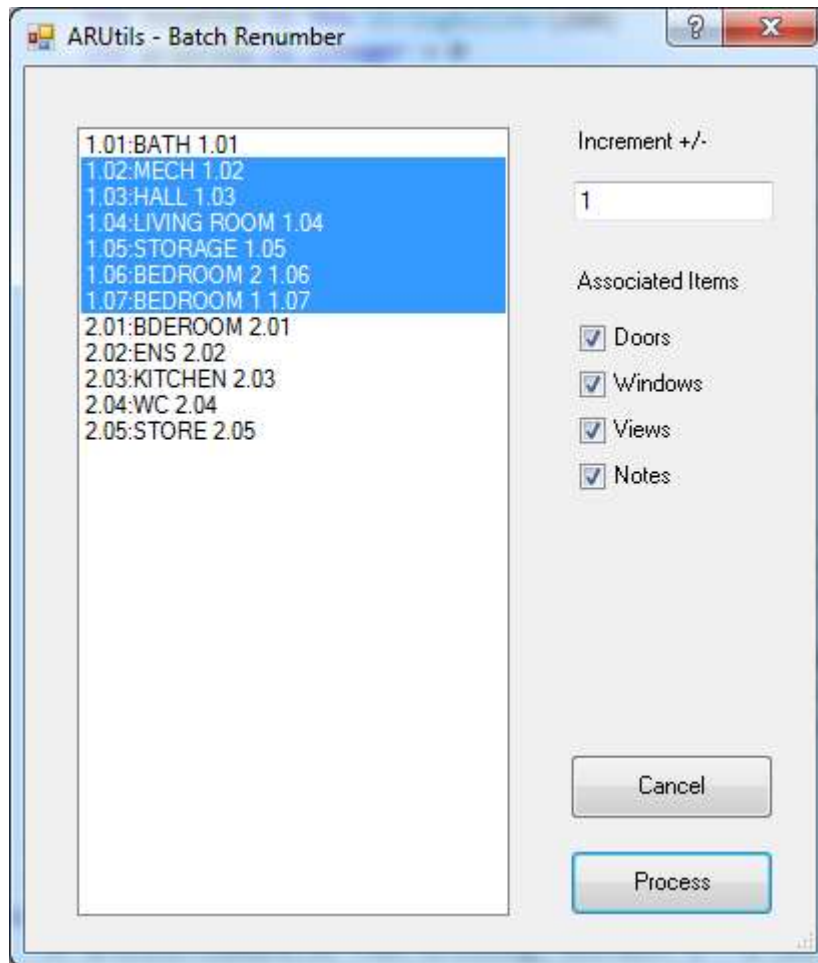 ARUtils - Batch Renumber
1.01:BATH 1.01
1.02:MECH 1.02
1.03:HALL 1.03
1.04:LIVING ROOM 1.04
1.05:STORAGE 1.05
1.06:BEDROOM 2 1.06
1.07:BEDROOM 1 1.07
2.01:BDEROOM 2.01
2.02:ENS 2.02
2.03:KITCHEN 2.03
2.04:WC 2.04
2.05:STORE 2.05
Increment +/-
1
Associated Items
Doors
Windows
Views
Notes
Cancel
Process